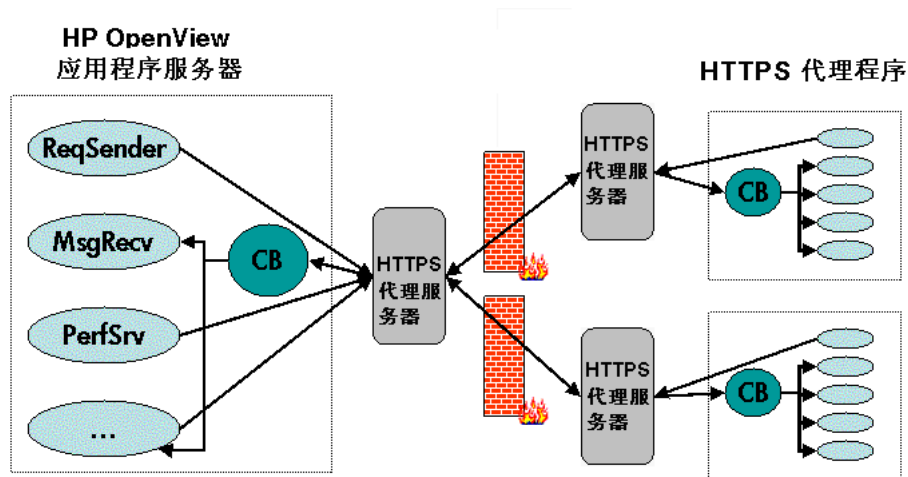 HP OpenView
应用程序服务器
HTTPS 代理程序
ReqSender
MsgRecv
CB
PerfSrv
...
HTTPS
代理服
务器
HTTPS
代理服
务器
CB
HTTPS
代理服
务器
CB